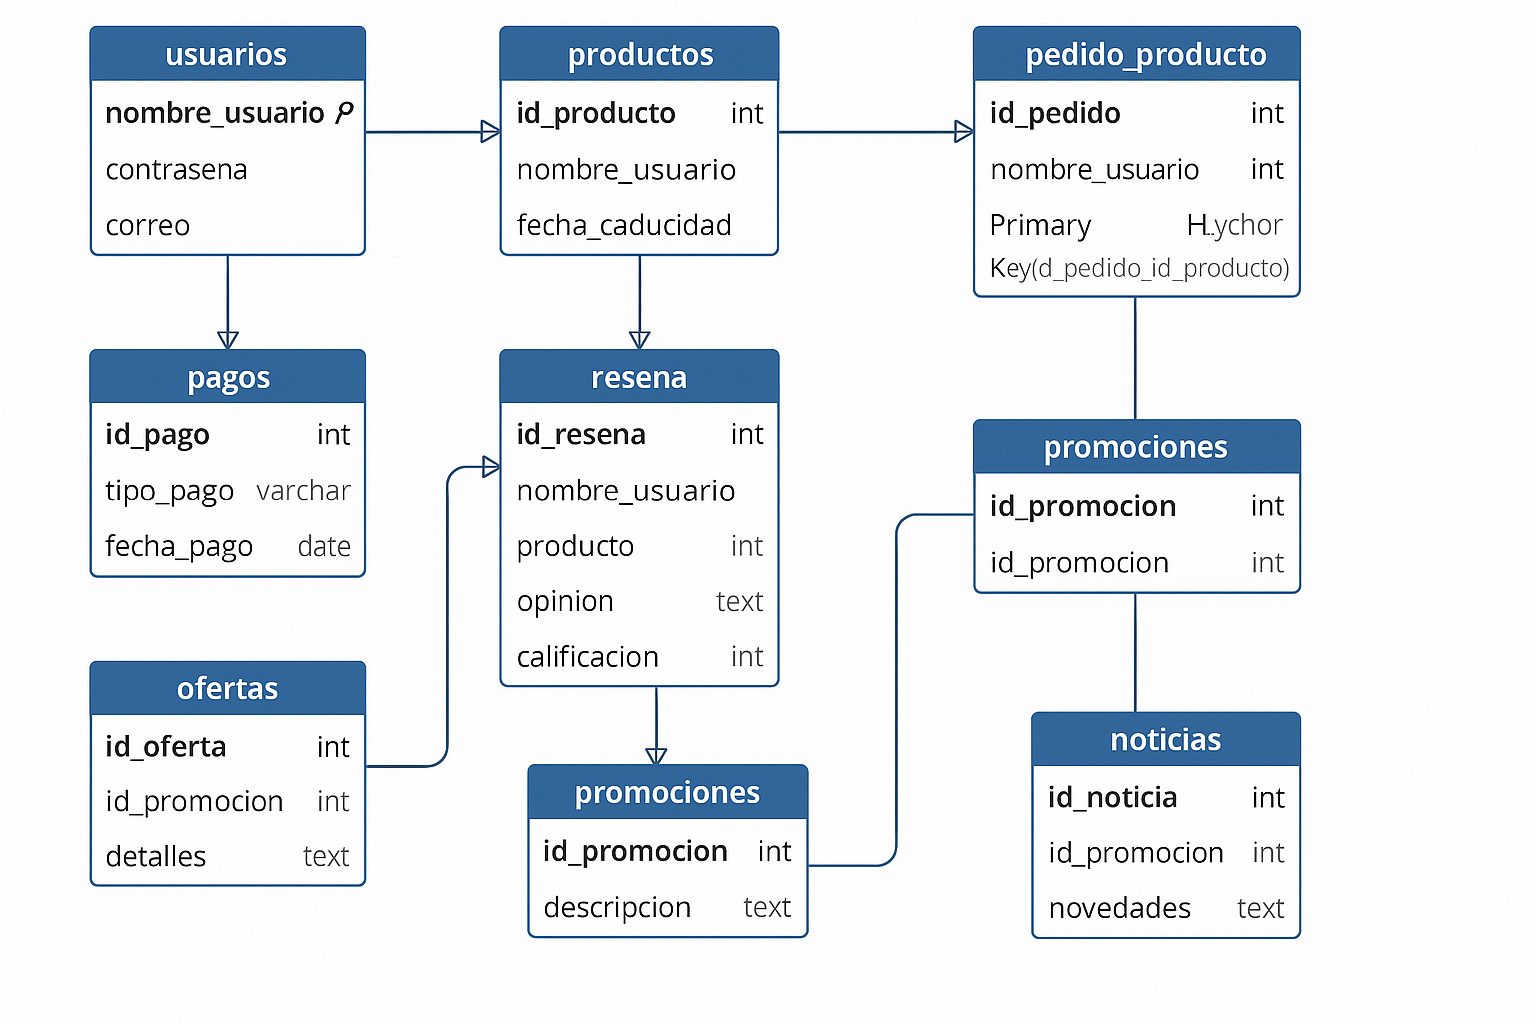 usuarios
nombre_usuario
contrasena
correo
productos
id_producto int
nombre_usuario
fecha_caducidad
pedido_producto
id_pedido int
nombre_usuario int
Primary H.ychor
Key(d_pedido_id_producto)
pagos
id_pago int
tipo_pago varchar
fecha_pago date
resena
id_resena int
nombre_usuario
producto int
opinion text
calificacion int
promociones
id_promocion int
id_promocion int
ofertas
id_oferta int
id_promocion int
detalles text
promociones
id_promocion int
descripcion text
noticias
id_noticia int
id_promocion int
novedades text